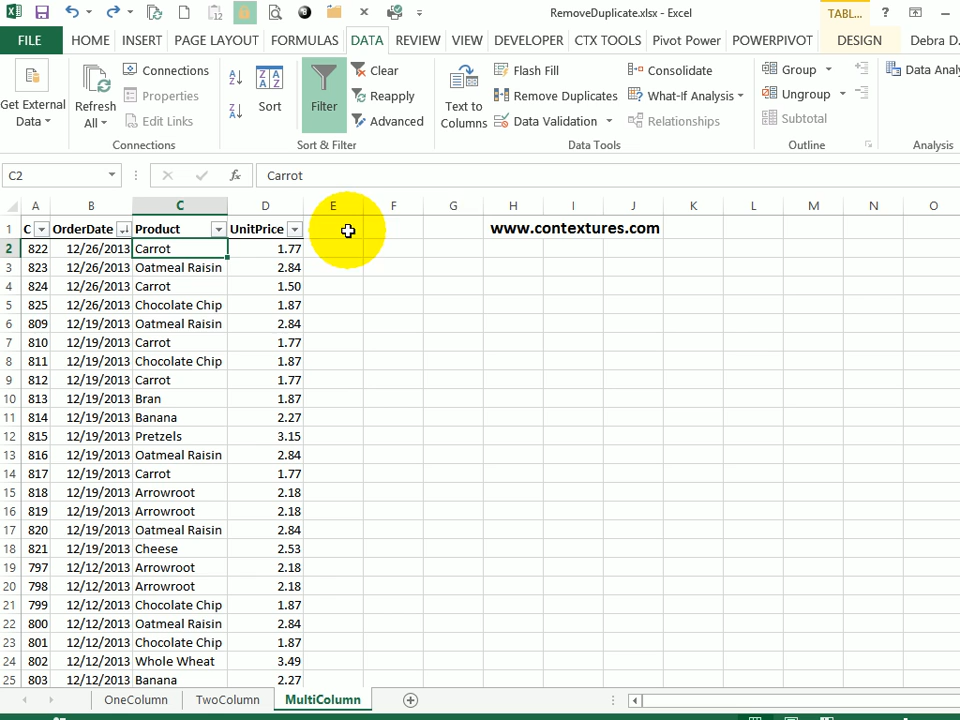 RemoveDuplicate.xlsx - Excel
TABL... ?
FILE HOME INSERT PAGE LAYOUT FORMULAS DATA REVIEW VIEW DEVELOPER CTX TOOLS Pivot Power POWERPIVOT DESIGN Debra D.
Get External Data
Refresh All
Connections
Properties
Edit Links
Connections
Sort
Filter
Clear
Reapply
Advanced
Sort & Filter
Text to Columns
Flash Fill
Remove Duplicates
Data Validation
Consolidate
What-If Analysis
Relationships
Data Tools
Group
Ungroup
Subtotal
Outline
Data Analy
Analysis
C2 fx Carrot
A B C D E F G H I J K L M N O
1 C OrderDate Product UnitPrice www.contextures.com
2 822 12/26/2013 Carrot 1.77
3 823 12/26/2013 Oatmeal Raisin 2.84
4 824 12/26/2013 Carrot 1.50
5 825 12/26/2013 Chocolate Chip 1.87
6 809 12/19/2013 Oatmeal Raisin 2.84
7 810 12/19/2013 Carrot 1.77
8 811 12/19/2013 Chocolate Chip 1.87
9 812 12/19/2013 Carrot 1.77
10 813 12/19/2013 Bran 1.87
11 814 12/19/2013 Banana 2.27
12 815 12/19/2013 Pretzels 3.15
13 816 12/19/2013 Oatmeal Raisin 2.84
14 817 12/19/2013 Carrot 1.77
15 818 12/19/2013 Arrowroot 2.18
16 819 12/19/2013 Arrowroot 2.18
17 820 12/19/2013 Oatmeal Raisin 2.84
18 821 12/19/2013 Cheese 2.53
19 797 12/12/2013 Arrowroot 2.18
20 798 12/12/2013 Arrowroot 2.18
21 799 12/12/2013 Chocolate Chip 1.87
22 800 12/12/2013 Oatmeal Raisin 2.84
23 801 12/12/2013 Chocolate Chip 1.87
24 802 12/12/2013 Whole Wheat 3.49
25 803 12/12/2013 Banana 2.27
OneColumn TwoColumn MultiColumn